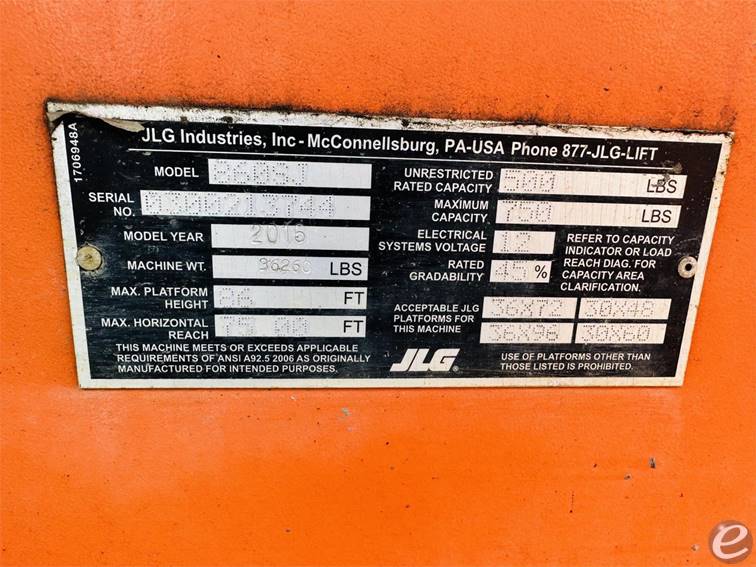 1706948A
JLG Industries, Inc - McConnellsburg, PA-USA Phone 877-JLG-LIFT
MODEL 860SJ
SERIAL NO. 0300213744
MODEL YEAR 2015
MACHINE WT. LBS
MAX. PLATFORM HEIGHT 86 FT
MAX. HORIZONTAL REACH 75.00 FT
THIS MACHINE MEETS OR EXCEEDS APPLICABLE
REQUIREMENTS OF ANSI A92.5 2006 AS ORIGINALLY
MANUFACTURED FOR INTENDED PURPOSES.
UNRESTRICTED
RATED CAPACITY 500 LBS
MAXIMUM
CAPACITY 750 LBS
ELECTRICAL
SYSTEMS VOLTAGE 12
RATED
GRADABILITY 45 %
REFER TO CAPACITY
INDICATOR OR LOAD
REACH DIAG. FOR
CAPACITY AREA
CLARIFICATION.
ACCEPTABLE JLG
PLATFORMS FOR
THIS MACHINE
36X72 30X48
36X96
JLG
USE OF PLATFORMS OTHER THAN
THOSE LISTED IS PROHIBITED.
e